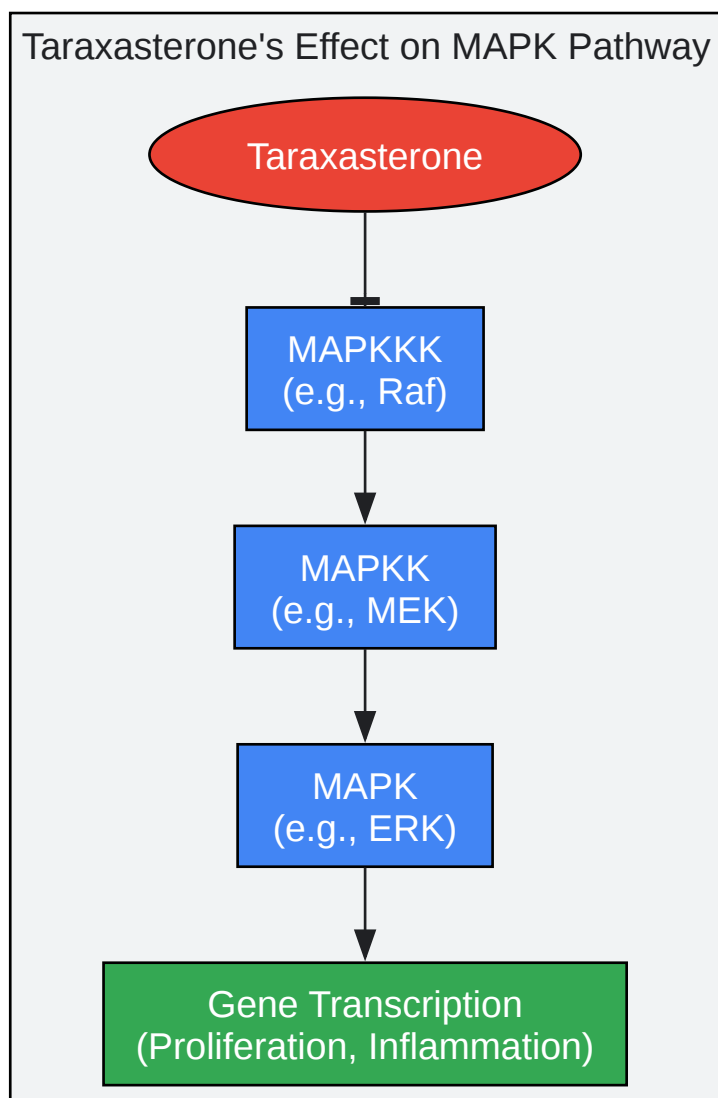 Taraxasterone's Effect on MAPK Pathway
Taraxasterone
MAPKKK
(e.g., Raf)
MAPKK
(e.g., MEK)
MAPK
(e.g., ERK)
Gene Transcription
(Proliferation, Inflammation)